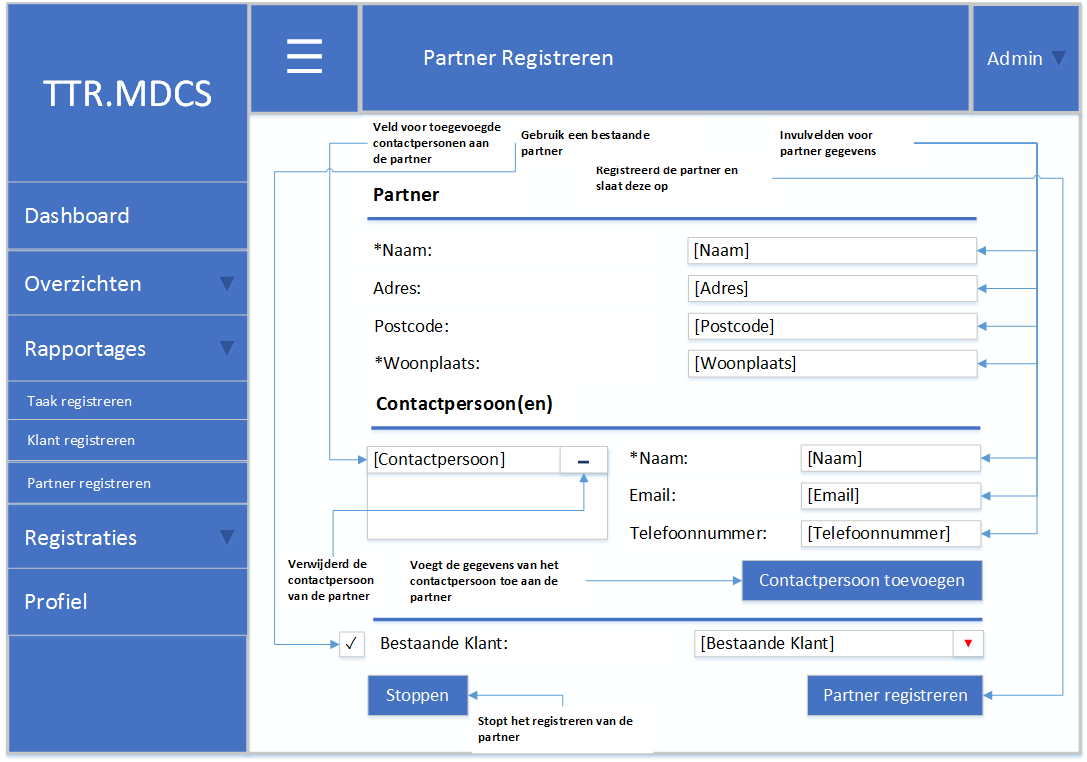 TTR.MDCS
Partner Registreren
Admin
Dashboard
Overzichten
Rapportages
Taak registreren
Klant registreren
Partner registreren
Registraties
Profiel
Veld voor toegevoegde
contactpersonen aan
de partner
Gebruik een bestaande
partner
Registreerd de partner en
slaat deze op
Invulvelden voor
partner gegevens
Partner
*Naam:
[Naam]
Adres:
[Adres]
Postcode:
[Postcode]
*Woonplaats:
[Woonplaats]
Contactpersoon(en)
[Contactpersoon]
*Naam:
[Naam]
Email:
[Email]
Telefoonnummer:
[Telefoonnummer]
Verwijderd de
contactpersoon
van de partner
Voegt de gegevens van het
contactpersoon toe aan de
partner
Contactpersoon toevoegen
Bestaande Klant:
[Bestaande Klant]
Stoppen
Partner registreren
Stopt het registreren van de
partner